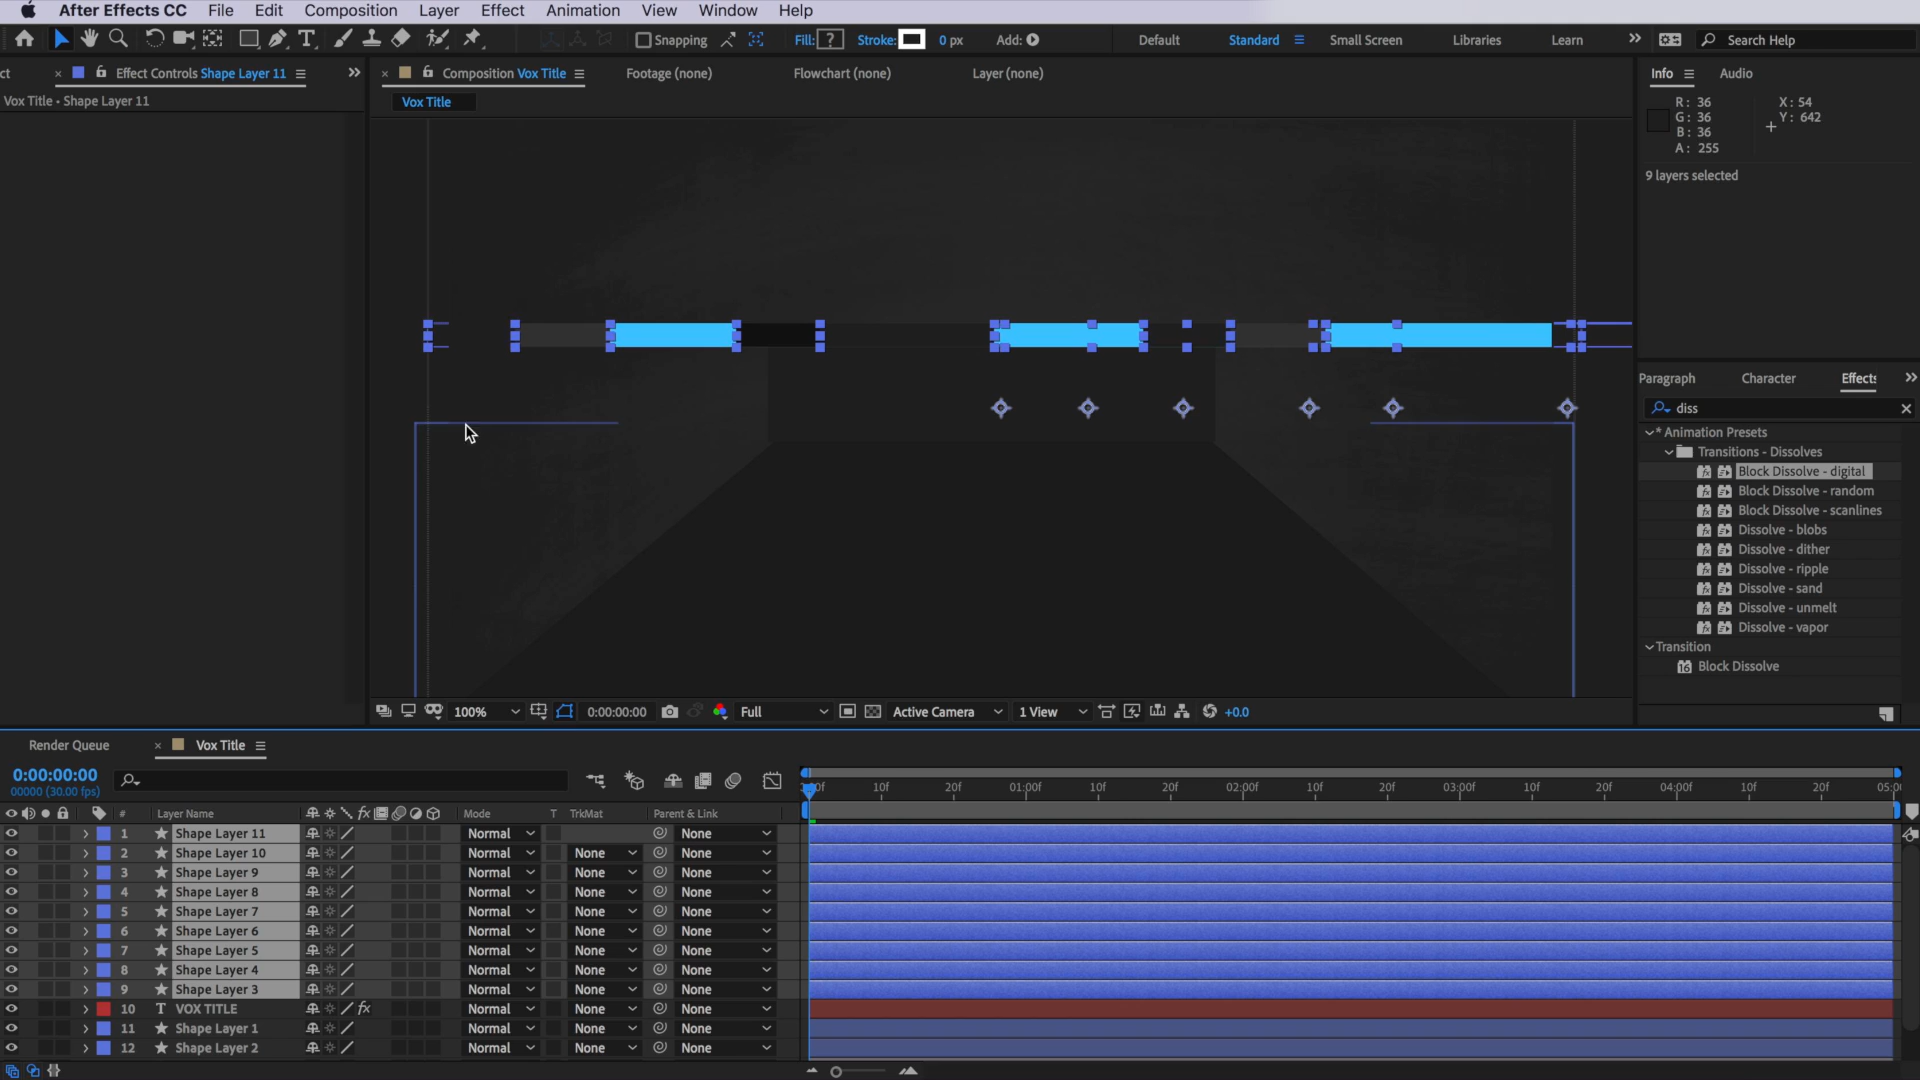 After Effects CC File Edit Composition Layer Effect Animation View Window Help
Snapping Fill: ? Stroke: 0 px Add: Default Standard Small Screen Libraries Learn Search Help
ct Effect Controls Shape Layer 11 Composition Vox Title Footage (none) Flowchart (none) Layer (none) Info Audio
Vox Title • Shape Layer 11
Vox Title
R: 36 X: 54
G: 36 Y: 642
B: 36
A: 255
9 layers selected
Paragraph Character Effects
diss
* Animation Presets
Transitions - Dissolves
Block Dissolve - digital
Block Dissolve - random
Block Dissolve - scanlines
Dissolve - blobs
Dissolve - dither
Dissolve - ripple
Dissolve - sand
Dissolve - unmelt
Dissolve - vapor
Transition
Block Dissolve
100% 0:00:00:00 Full Active Camera 1 View +0.0
Render Queue Vox Title
0:00:00:00
00000 (30.00 fps)
10f 20f 01:00f 10f 20f 02:00f 10f 20f 03:00f 10f 20f 04:00f 10f 20f
# Layer Name Mode T TrkMat Parent & Link
1 Shape Layer 11 Normal None
2 Shape Layer 10 Normal None None
3 Shape Layer 9 Normal None None
4 Shape Layer 8 Normal None None
5 Shape Layer 7 Normal None None
6 Shape Layer 6 Normal None None
7 Shape Layer 5 Normal None None
8 Shape Layer 4 Normal None None
9 Shape Layer 3 Normal None None
10 T VOX TITLE fx Normal None None
11 Shape Layer 1 Normal None None
12 Shape Layer 2 Normal None None